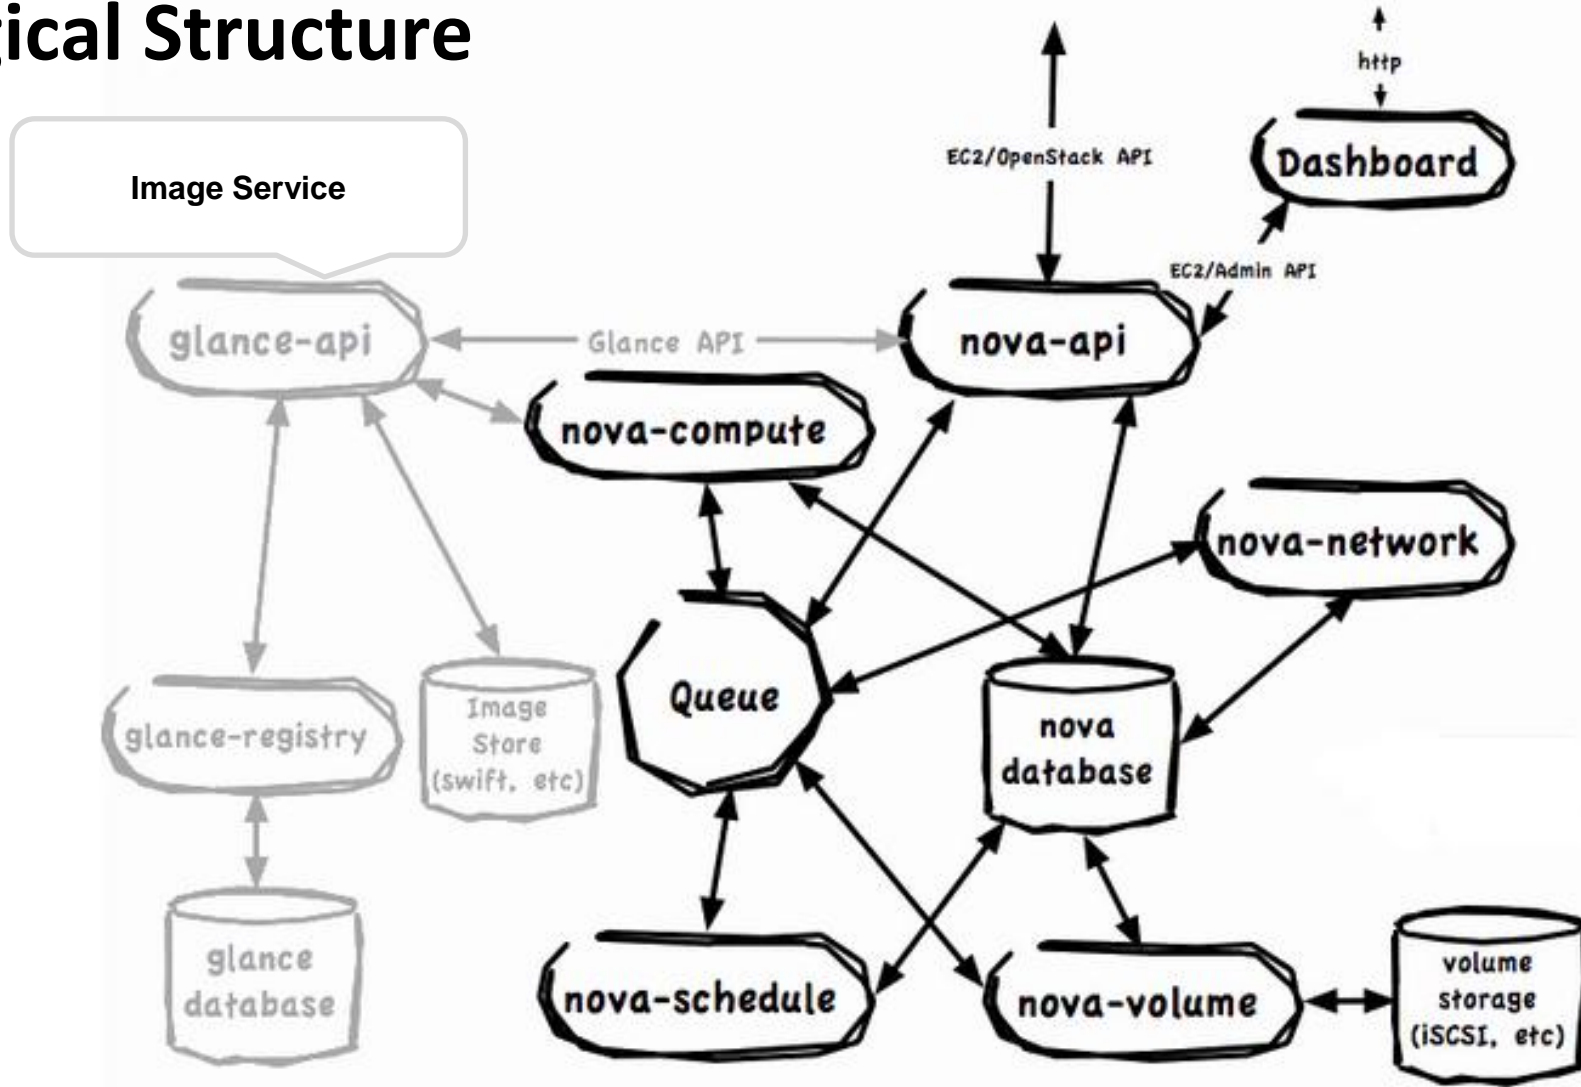 gical Structure
http
EC2/OpenStack API
Dashboard
Image Service
EC2/Admin API
glance-api
Glance API
nova-api
nova-compute
nova-network
Queue
Image
Store
(swift, etc)
glance-registry
nova
database
glance
database
nova-schedule
nova-volume
volume
storage
(iSCSI, etc)